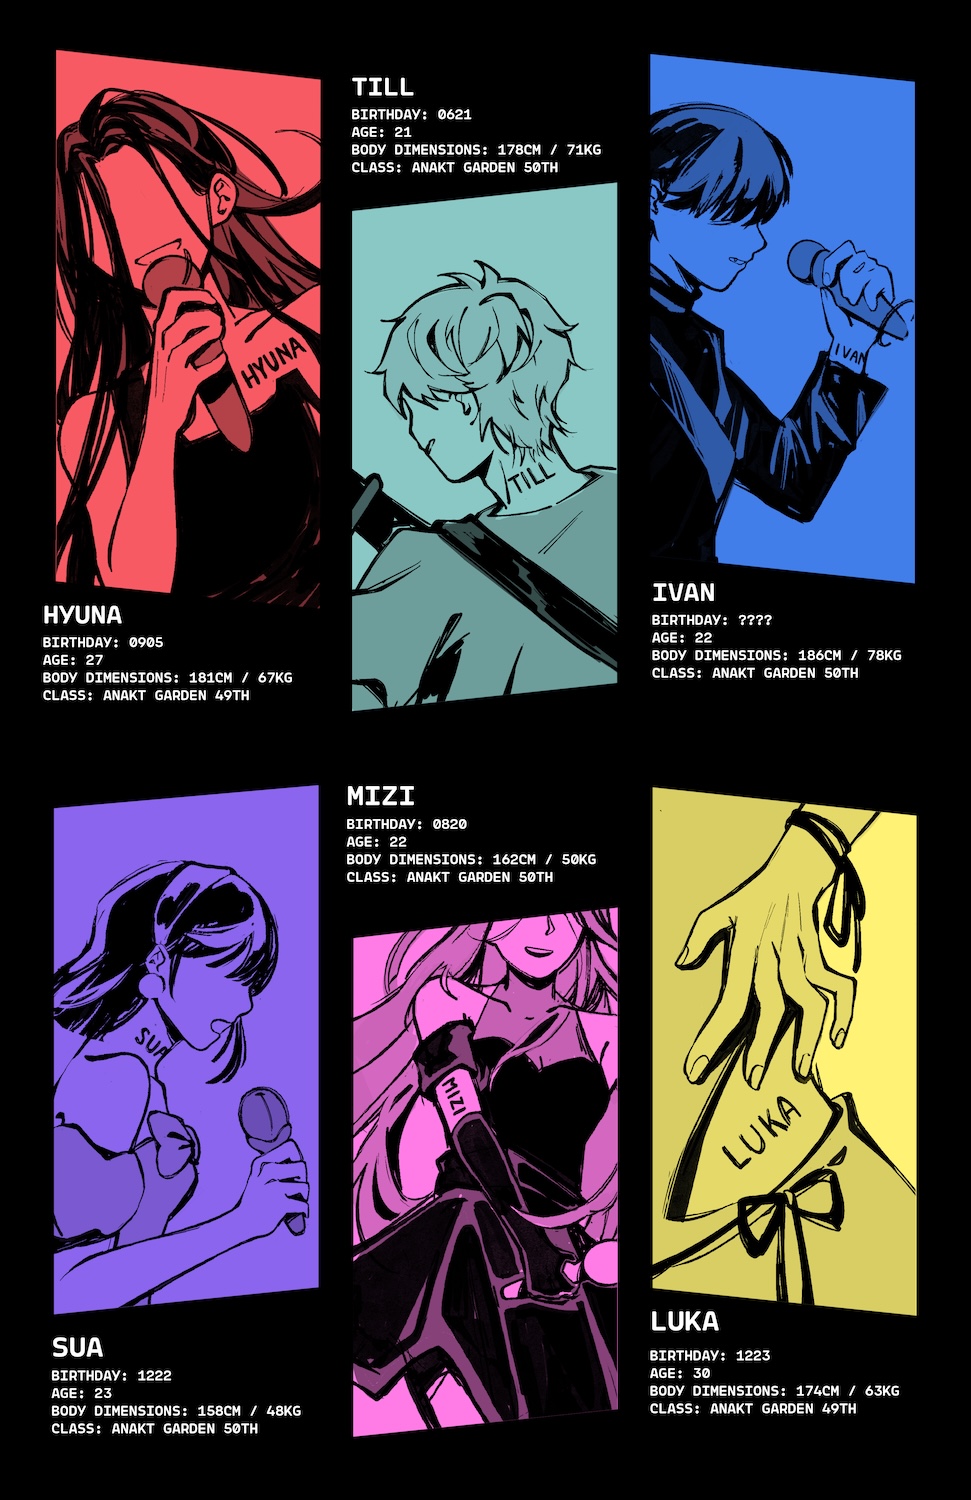 TILL
BIRTHDAY: 0621
AGE: 21
BODY DIMENSIONS: 178CM / 71KG
CLASS: ANAKT GARDEN 50TH
HYUNA
TILL
IVAN
HYUNA
BIRTHDAY: 0905
AGE: 27
BODY DIMENSIONS: 181CM / 67KG
CLASS: ANAKT GARDEN 49TH
IVAN
BIRTHDAY: ????
AGE: 22
BODY DIMENSIONS: 186CM / 78KG
CLASS: ANAKT GARDEN 50TH
MIZI
BIRTHDAY: 0820
AGE: 22
BODY DIMENSIONS: 162CM / 50KG
CLASS: ANAKT GARDEN 50TH
SUA
MIZI
LUKA
SUA
BIRTHDAY: 1222
AGE: 23
BODY DIMENSIONS: 158CM / 48KG
CLASS: ANAKT GARDEN 50TH
LUKA
BIRTHDAY: 1223
AGE: 30
BODY DIMENSIONS: 174CM / 63KG
CLASS: ANAKT GARDEN 49TH